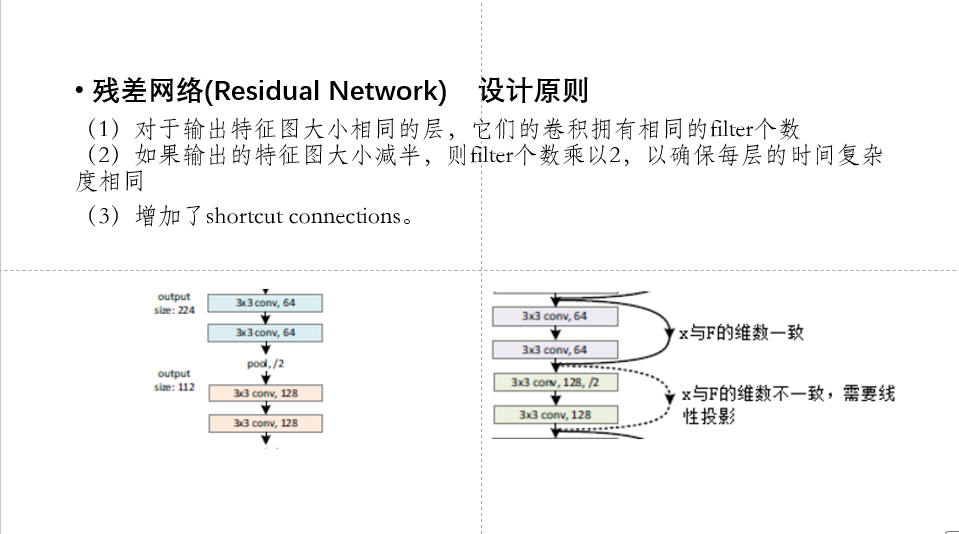 • 残差网络(Residual Network) 设计原则
（1）对于输出特征图大小相同的层，它们的卷积拥有相同的filter个数
（2）如果输出的特征图大小减半，则filter个数乘以2，以确保每层的时间复杂
度相同
（3）增加了shortcut connections。
output
size: 224
3x3 conv, 64
3x3 conv, 64
pool, /2
output
size: 112
3x3 conv, 128
3x3 conv, 128
3x3 conv, 64
3x3 conv, 64
3x3 conv, 128, /2
3x3 conv, 128
x与F的维数一致
x与F的维数不一致，需要线
性投影